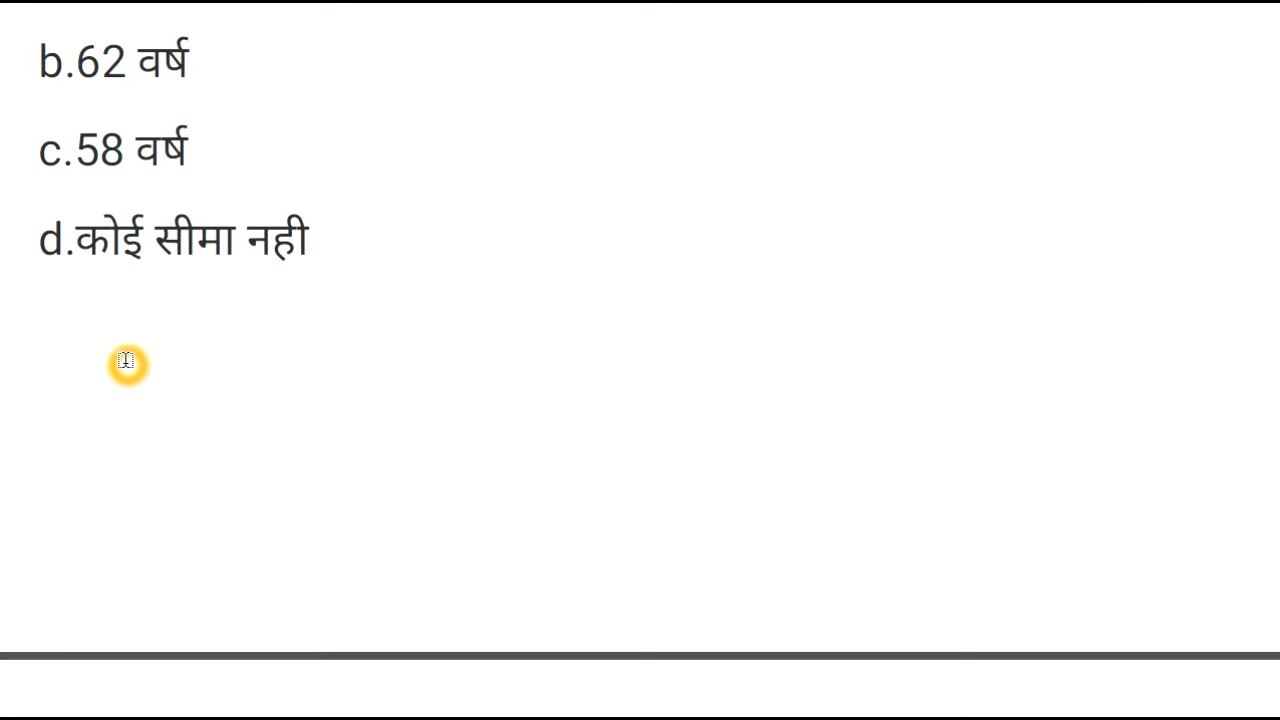 b.62 वर्ष
c.58 वर्ष
d.कोई सीमा नही